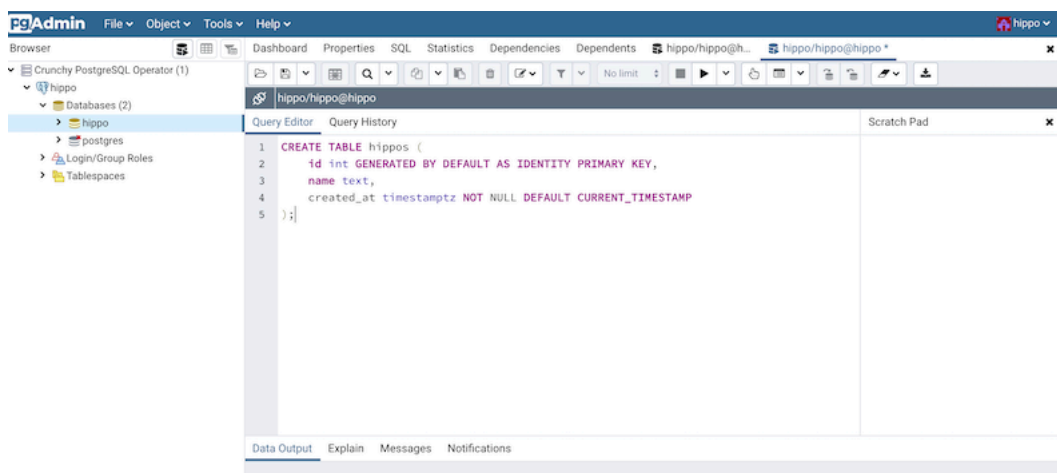 pgAdmin File Object Tools Help hippo
Browser Dashboard Properties SQL Statistics Dependencies Dependents hippo/hippo@h... hippo/hippo@hippo *
Crunchy PostgreSQL Operator (1)
hippo
Databases (2)
hippo
postgres
Login/Group Roles
Tablespaces
No limit
hippo/hippo@hippo
Query Editor Query History Scratch Pad
1 CREATE TABLE hippos (
2 id int GENERATED BY DEFAULT AS IDENTITY PRIMARY KEY,
3 name text,
4 created_at timestamptz NOT NULL DEFAULT CURRENT_TIMESTAMP
5 );
Data Output Explain Messages Notifications